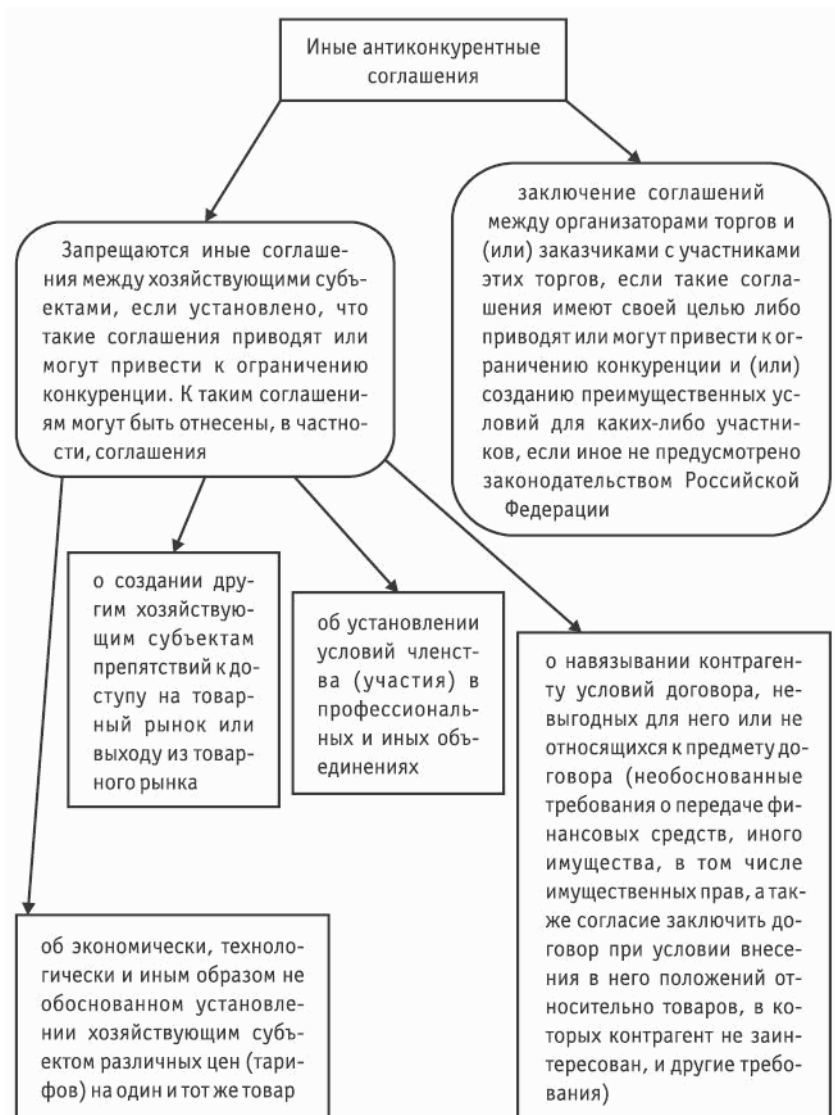 Иные антиконкурентные
соглашения
Запрещаются иные соглаше-
ния между хозяйствующими субъ-
ектами, если установлено, что
такие соглашения приводят или
могут привести к ограничению
конкуренции. К таким соглашени-
ям могут быть отнесены, в частно-
сти, соглашения
заключение соглашений
между организаторами торгов и
(или) заказчиками с участниками
этих торгов, если такие согла-
шения имеют своей целью либо
приводят или могут привести к ог-
раничению конкуренции и (или)
созданию преимущественных ус-
ловий для каких-либо участни-
ков, если иное не предусмотрено
законодательством Российской
Федерации
о создании дру-
гим хозяйствую-
щим субъектам
препятствий к до-
ступу на товар-
ный рынок или
выходу из товар-
ного рынка
об установлении
условий членст-
ва (участия) в
профессиональ-
ных и иных объ-
единениях
о навязывании контраген-
ту условий договора, не-
выгодных для него или не
относящихся к предмету до-
говора (необоснованные
требования о передаче фи-
нансовых средств, иного
имущества, в том числе
имущественных прав, а так-
же согласие заключить до-
говор при условии внесе-
ния в него положений от-
носительно товаров, в ко-
торых контрагент не заин-
тересован, и другие требо-
вания)
об экономически, техноло-
гически и иным образом не
обоснованном установле-
нии хозяйствующим субъ-
ектом различных цен (тари-
фов) на один и тот же товар